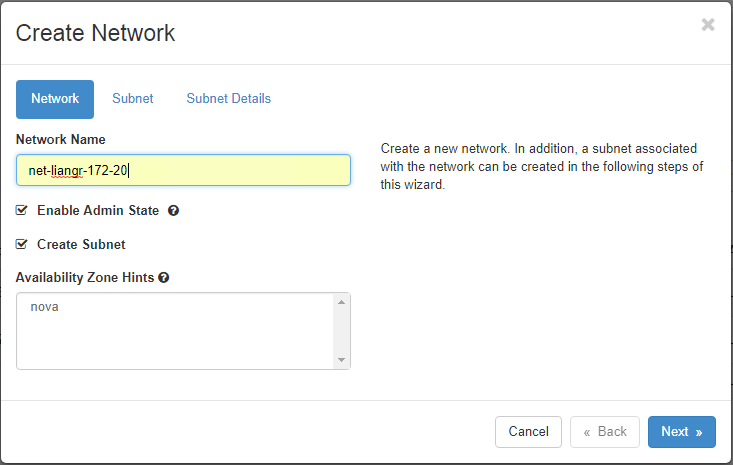 Create Network
×
Network Subnet Subnet Details
Network Name
net-liangr-172-20
Create a new network. In addition, a subnet associated
with the network can be created in the following steps of
this wizard.
Enable Admin State ?
Create Subnet
Availability Zone Hints ?
nova
Cancel « Back Next »